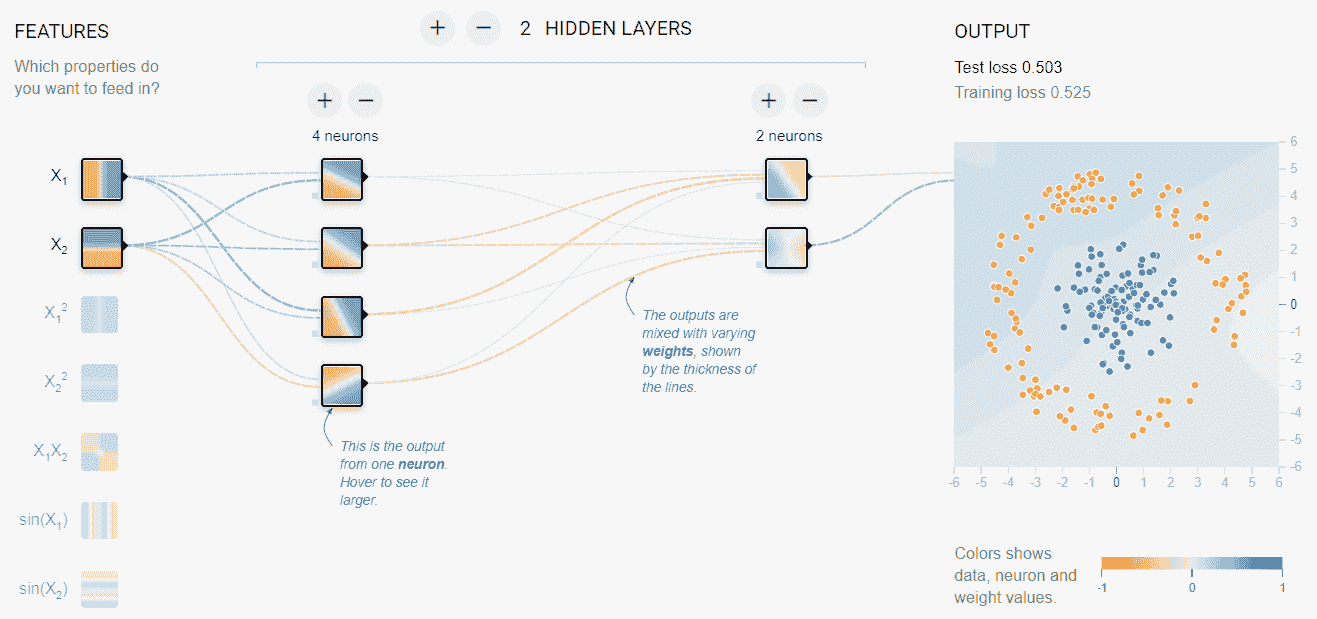 FEATURES
Which properties do
you want to feed in?
+ − 2 HIDDEN LAYERS
+ −
4 neurons
+ −
2 neurons
OUTPUT
Test loss 0.503
Training loss 0.525
X₁
X₂
X₁²
X₂²
X₁X₂
sin(X₁)
sin(X₂)
This is the output
from one neuron.
Hover to see it
larger.
The outputs are
mixed with varying
weights, shown
by the thickness of
the lines.
6
5
4
3
2
1
0
-1
-2
-3
-4
-5
-6
-6 -5 -4 -3 -2 -1 0 1 2 3 4 5 6
Colors shows
data, neuron and
weight values.
-1 0 1